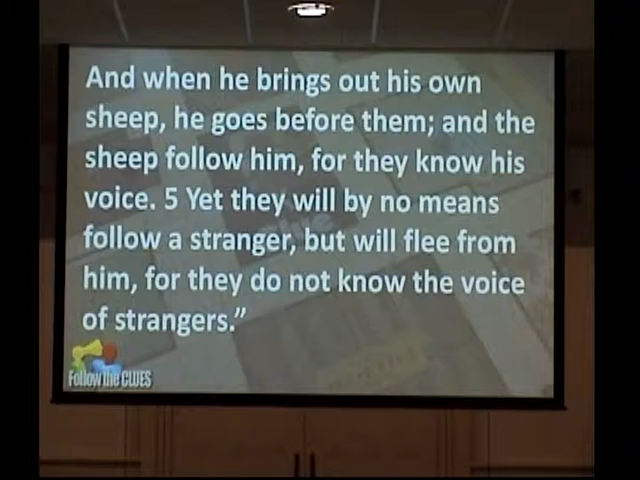 And when he brings out his own
sheep, he goes before them; and the
sheep follow him, for they know his
voice. 5 Yet they will by no means
follow a stranger, but will flee from
him, for they do not know the voice
of strangers.”
Clue
Follow the CLUES